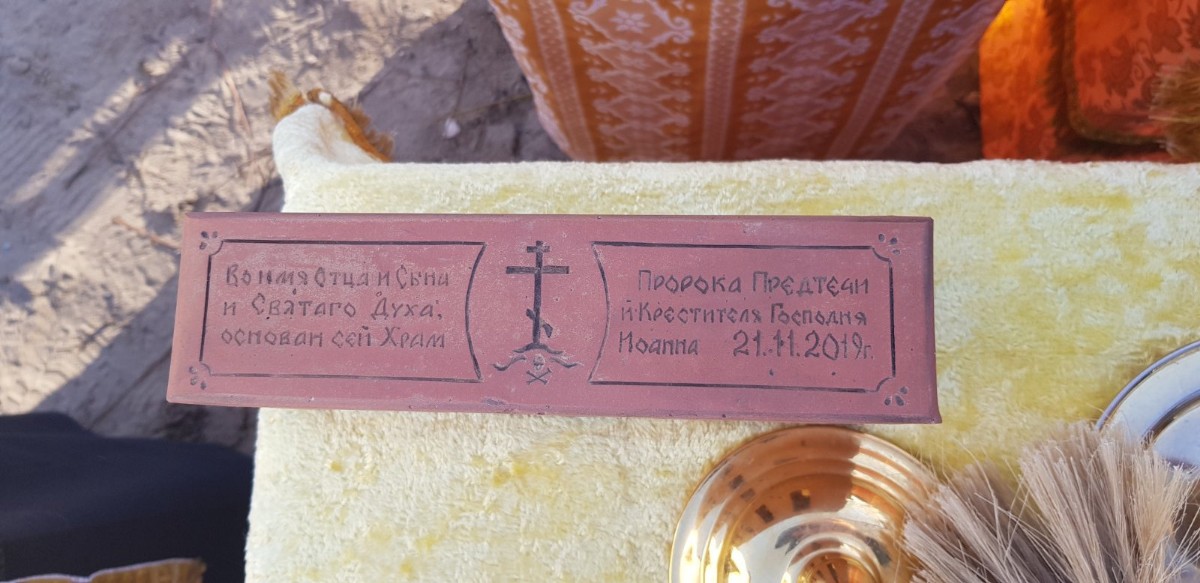 Во имя Отца и Сына
и Святаго Духа,
основан сей Храм
Пророка Предтечи
и Крестителя Господня
Иоанна 21.11.2019г.